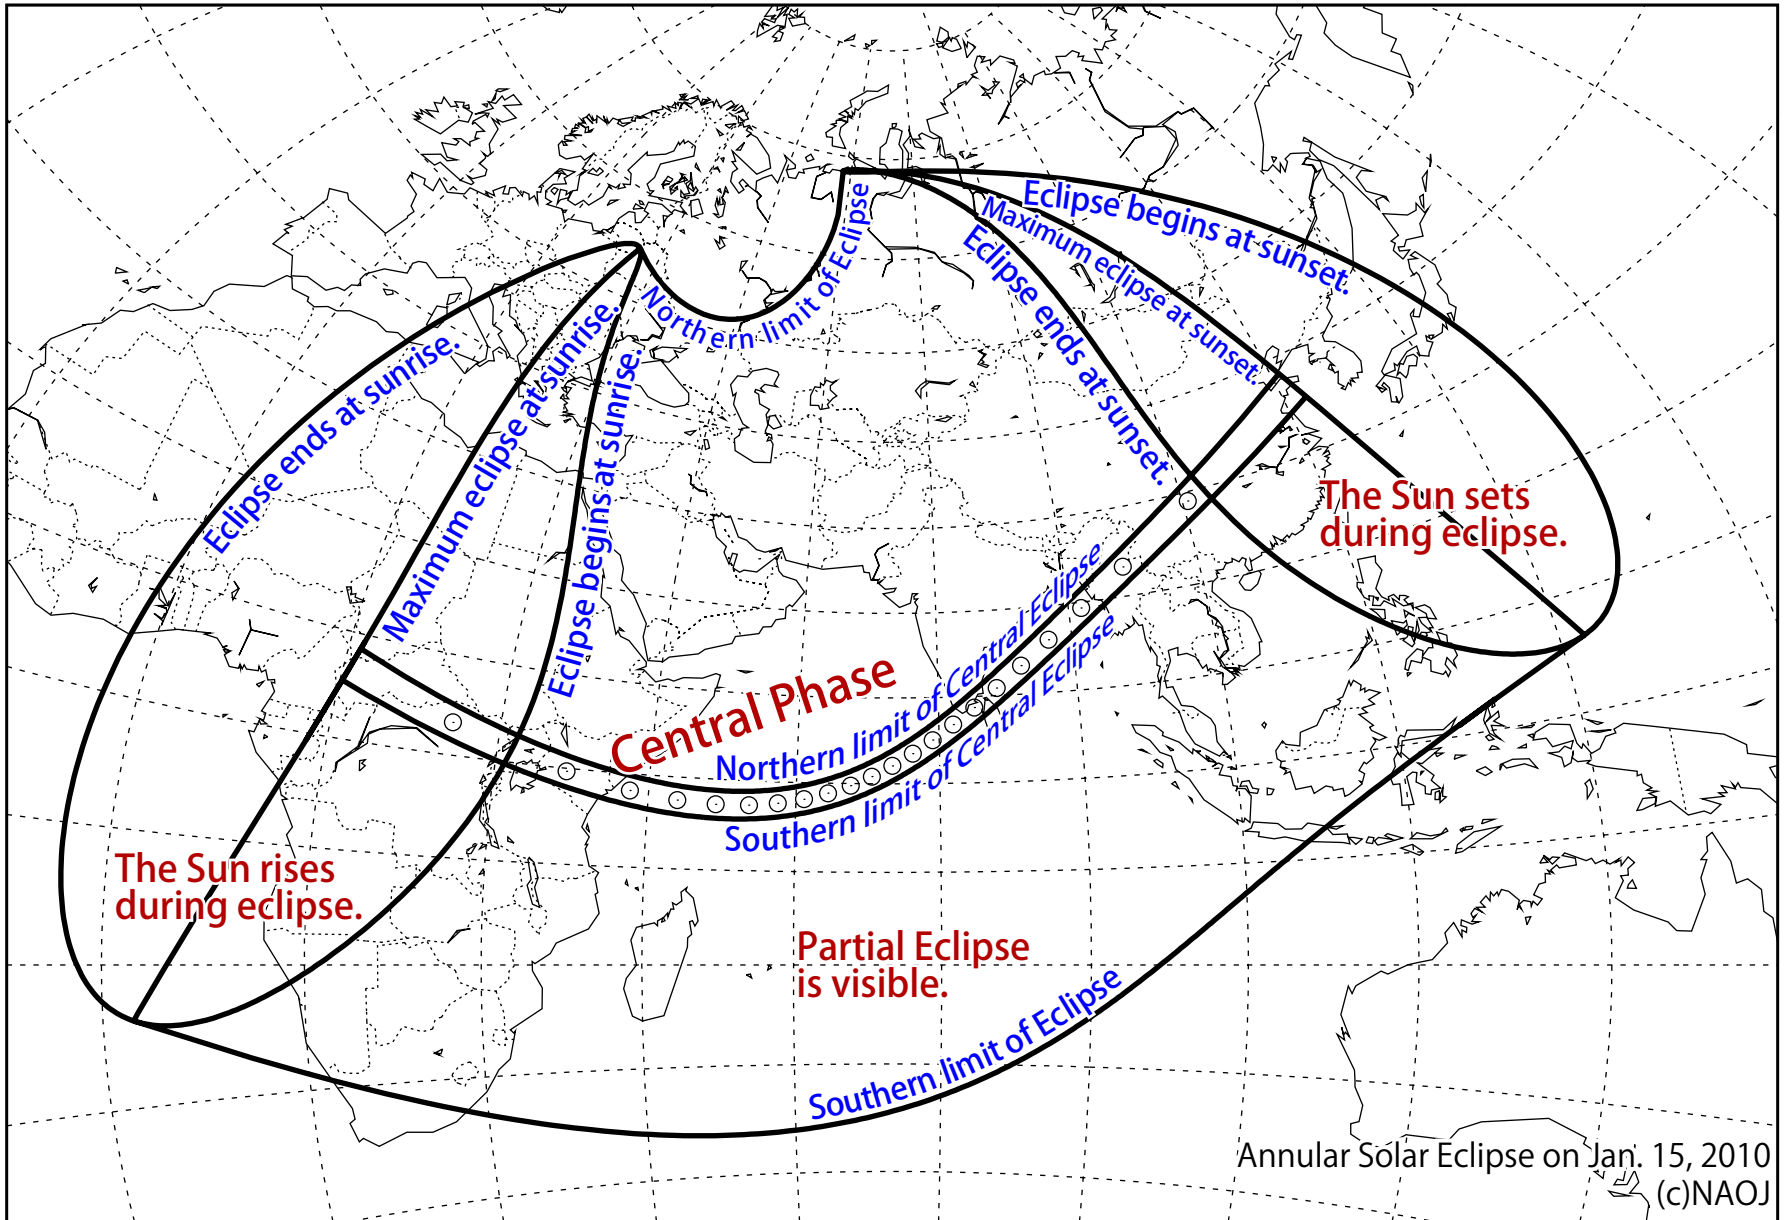 Eclipse begins at sunset.
Maximum eclipse at sunset.
Eclipse ends at sunset.
Northern limit of Eclipse
Eclipse ends at sunrise.
Maximum eclipse at sunrise.
Eclipse begins at sunrise.
The Sun sets
during eclipse.
Central Phase
Northern limit of Central Eclipse
Southern limit of Central Eclipse
The Sun rises
during eclipse.
Partial Eclipse
is visible.
Southern limit of Eclipse
Annular Solar Eclipse on Jan. 15, 2010
(c)NAOJ